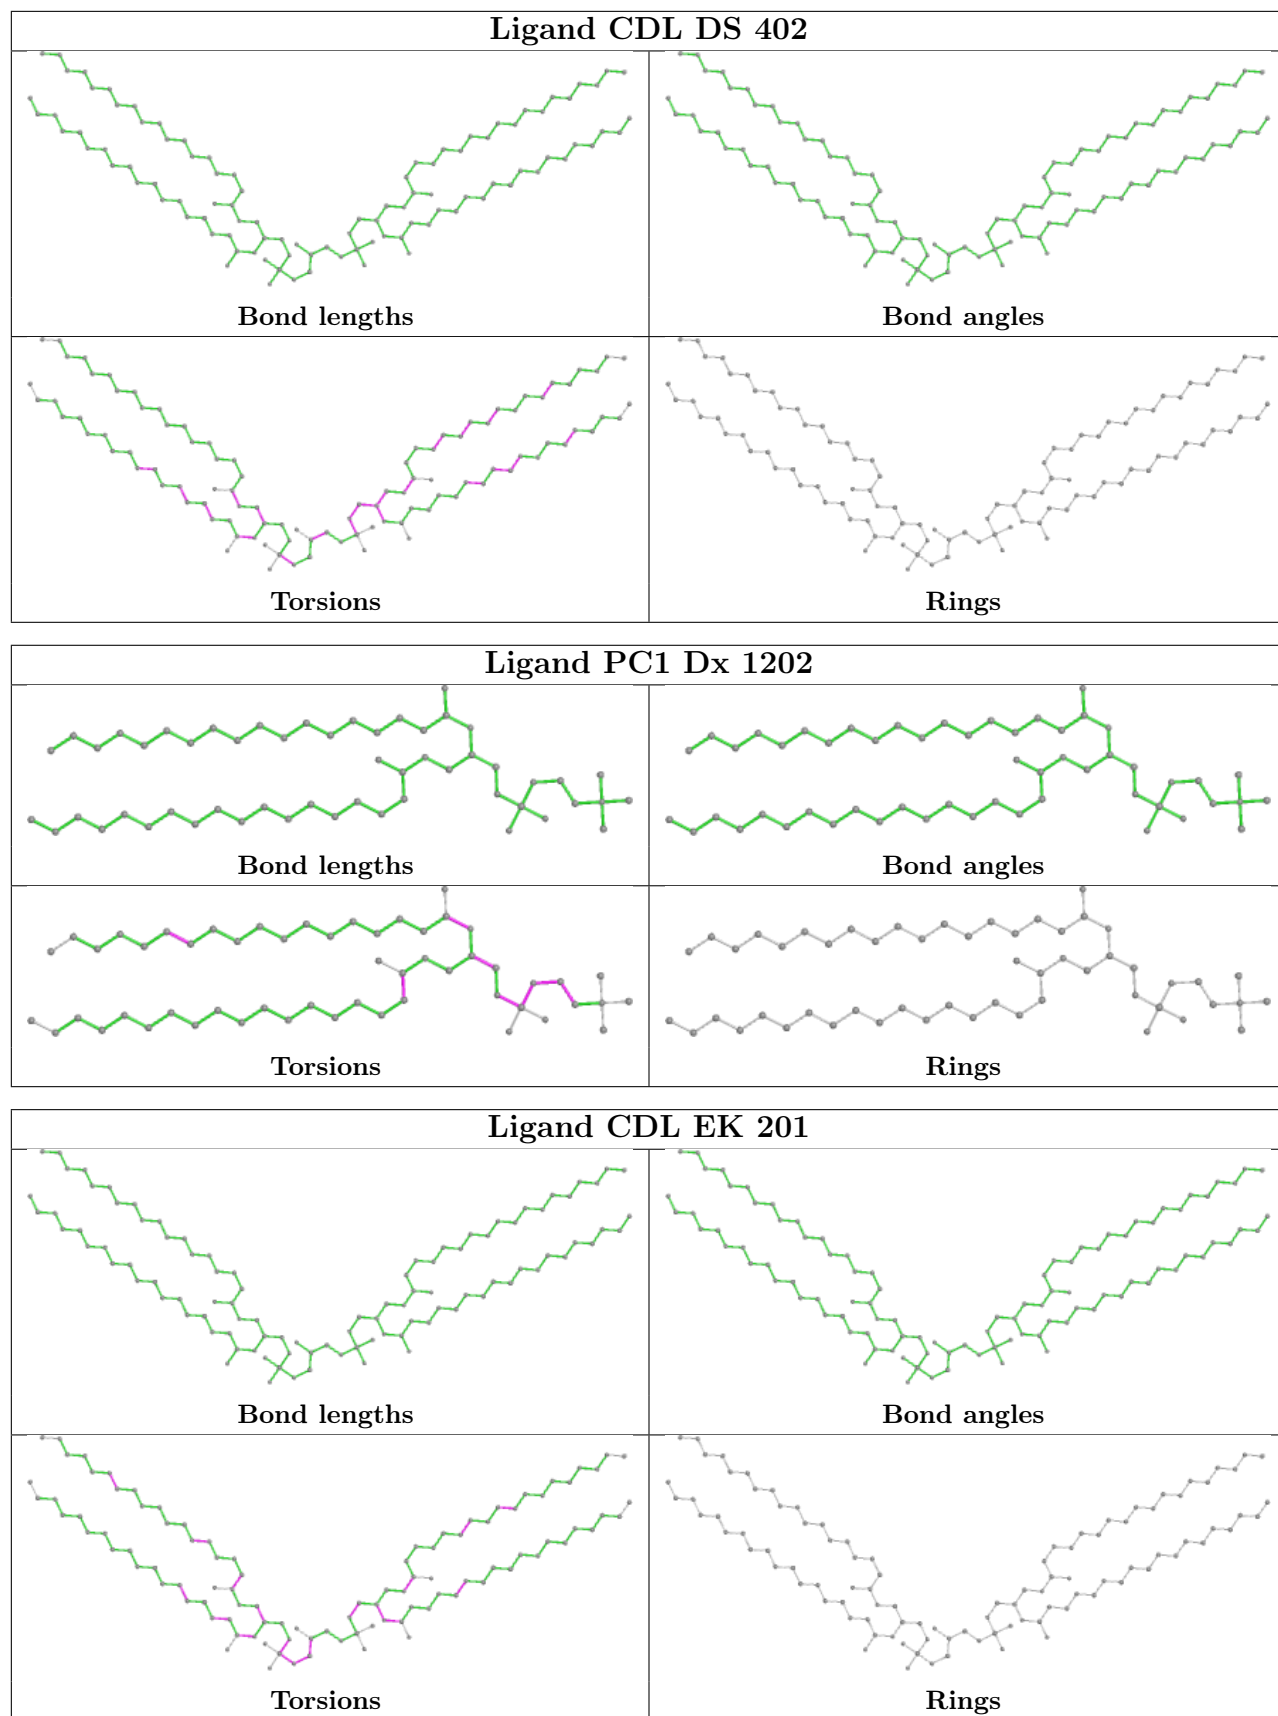 Ligand CDL DS 402
Bond lengths
Bond angles
Torsions
Rings
Ligand PC1 Dx 1202
Bond lengths
Bond angles
Torsions
Rings
Ligand CDL EK 201
Bond lengths
Bond angles
Torsions
Rings